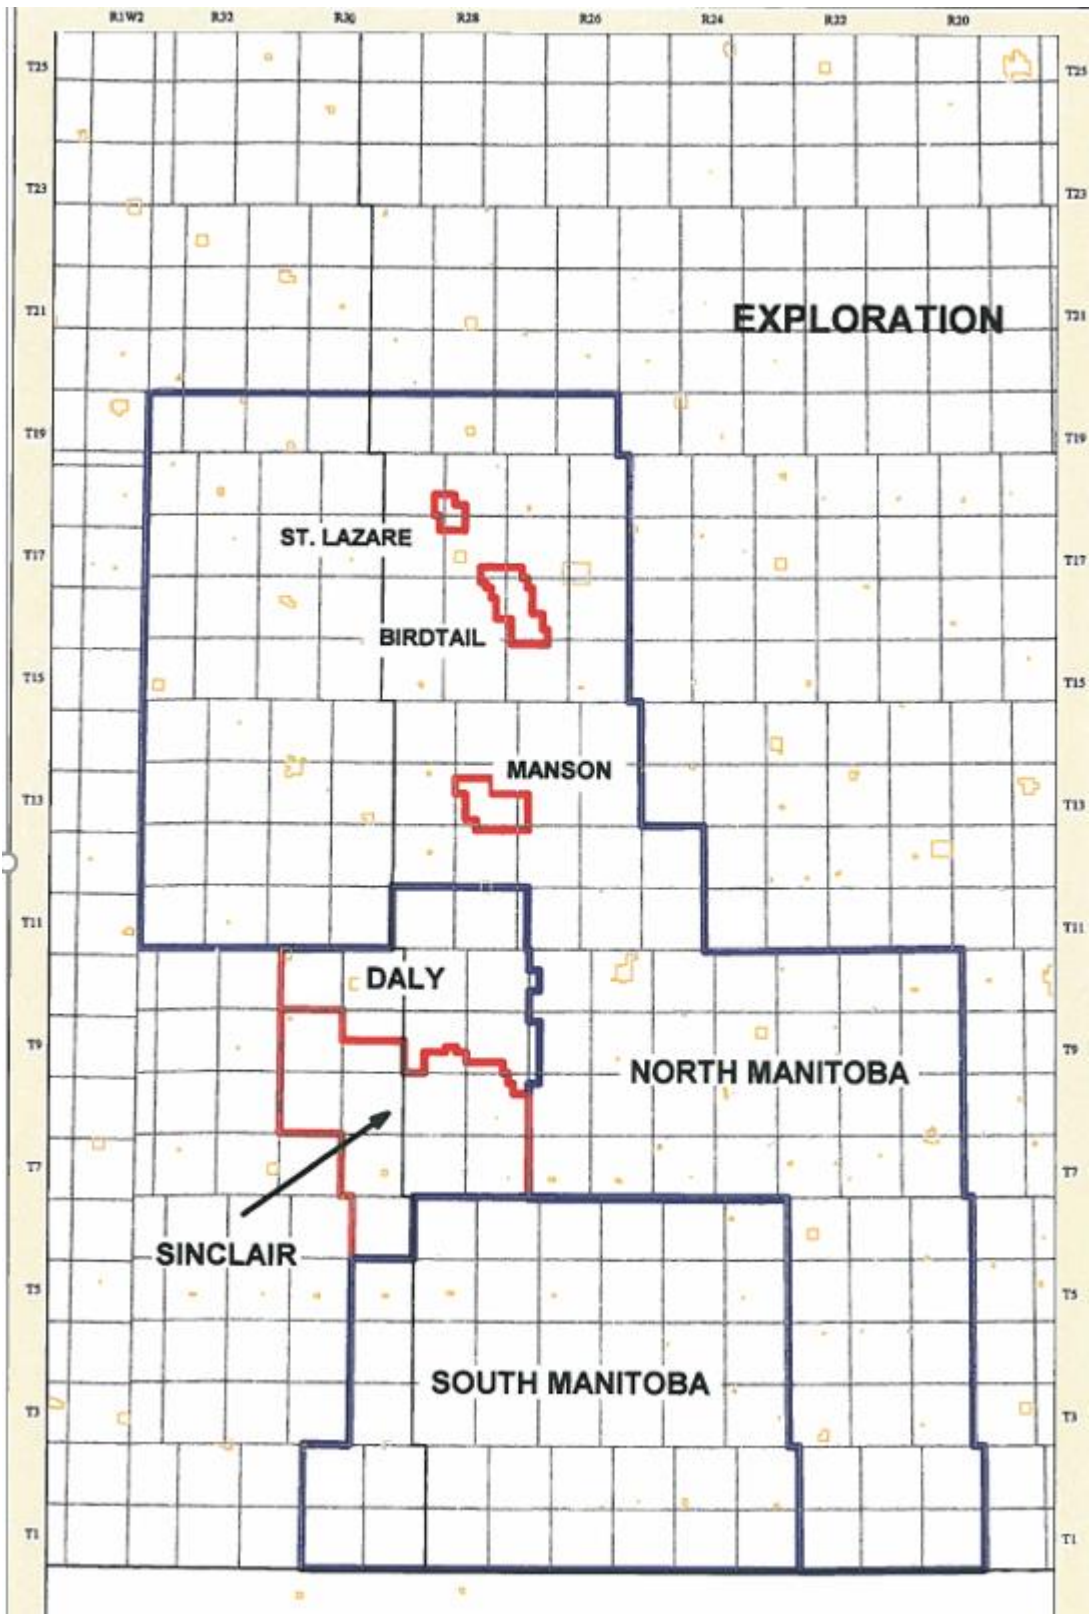 R1W2 R32 R30 R28 R26 R24 R22 R20
T25 T25
T23 T23
T21 EXPLORATION T21
T19 T19
ST. LAZARE
T17 T17
BIRDTAIL
T15 T15
MANSON
T13 T13
T11 T11
DALY
T9 T9
NORTH MANITOBA
T7 T7
SINCLAIR
T5 T5
SOUTH MANITOBA
T3 T3
T1 T1